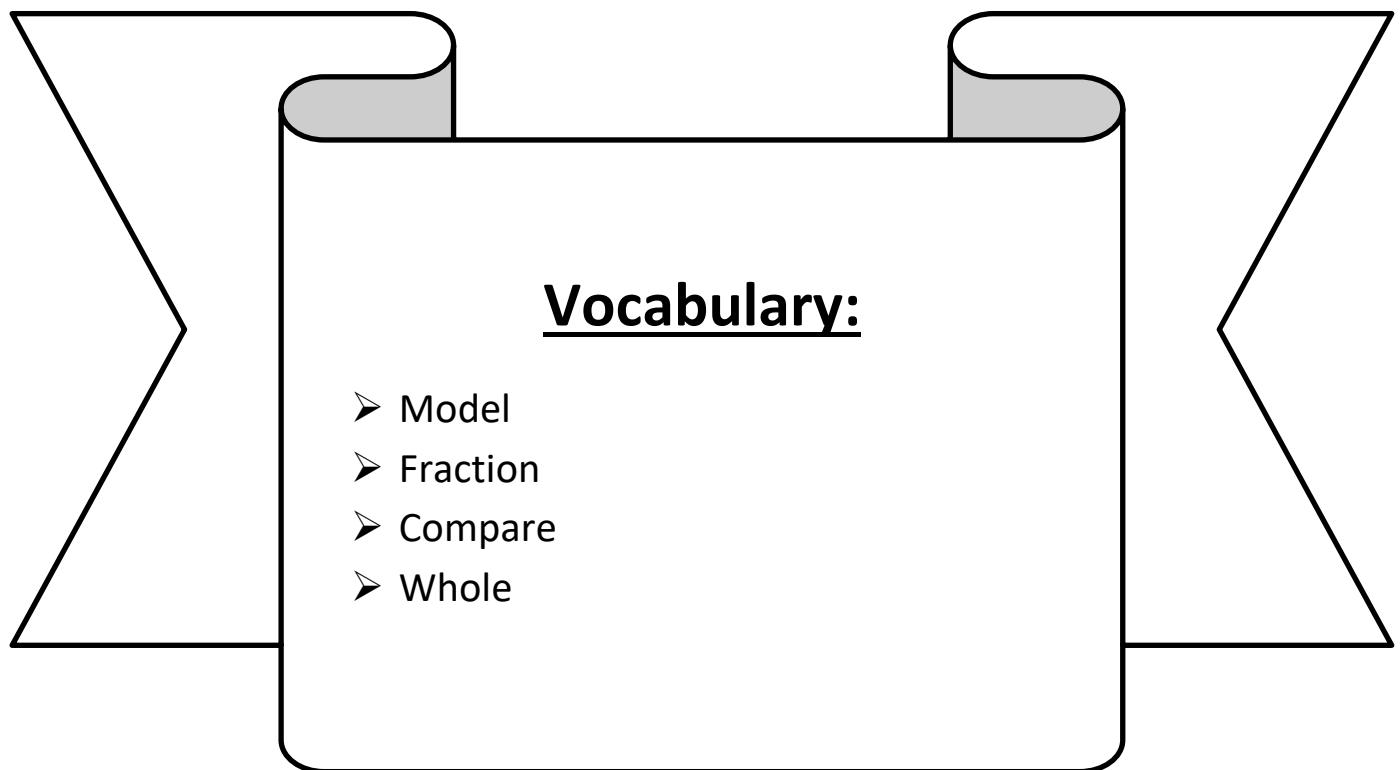 Vocabulary:
➢ Model
➢ Fraction
➢ Compare
➢ Whole